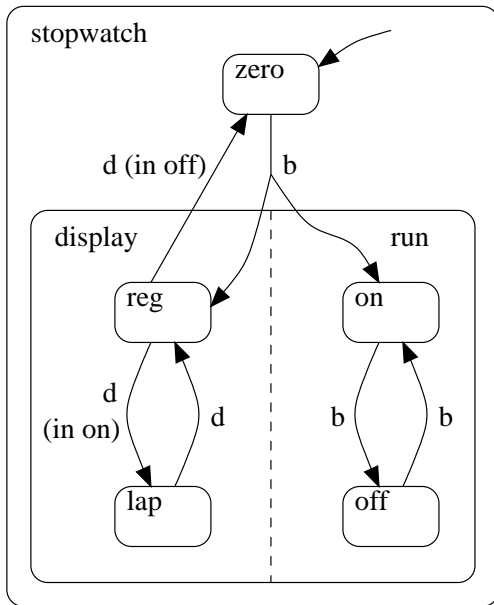 stopwatch
zero
d (in off)
b
display
run
reg
on
d
(in on)
d
b
b
lap
off